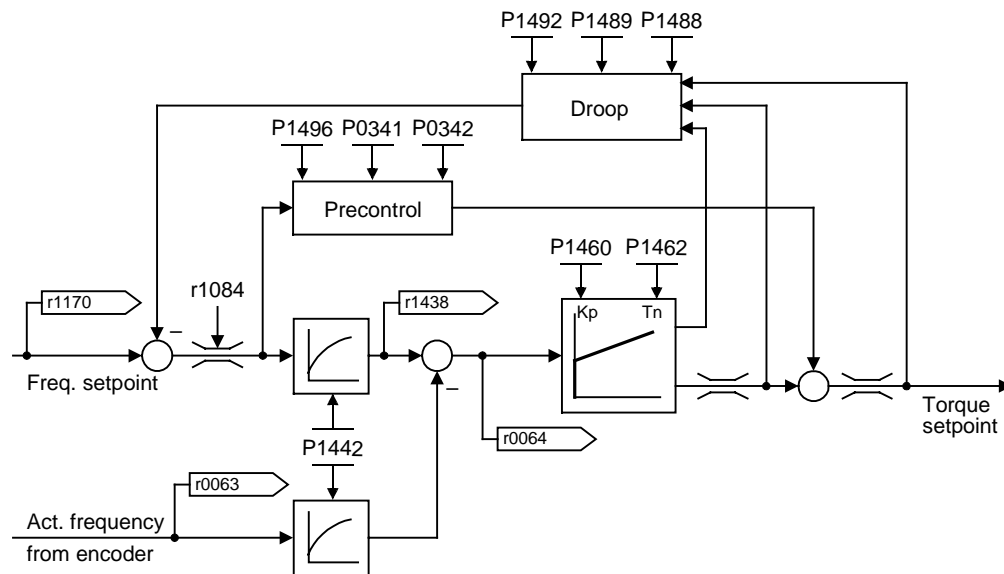 P1492 P1489 P1488
Droop
P1496 P0341 P0342
Precontrol
P1460 P1462
r1170
r1084
r1438
Kp Tn
–
Freq. setpoint
–
Torque
setpoint
P1442
r0064
r0063
Act. frequency
from encoder